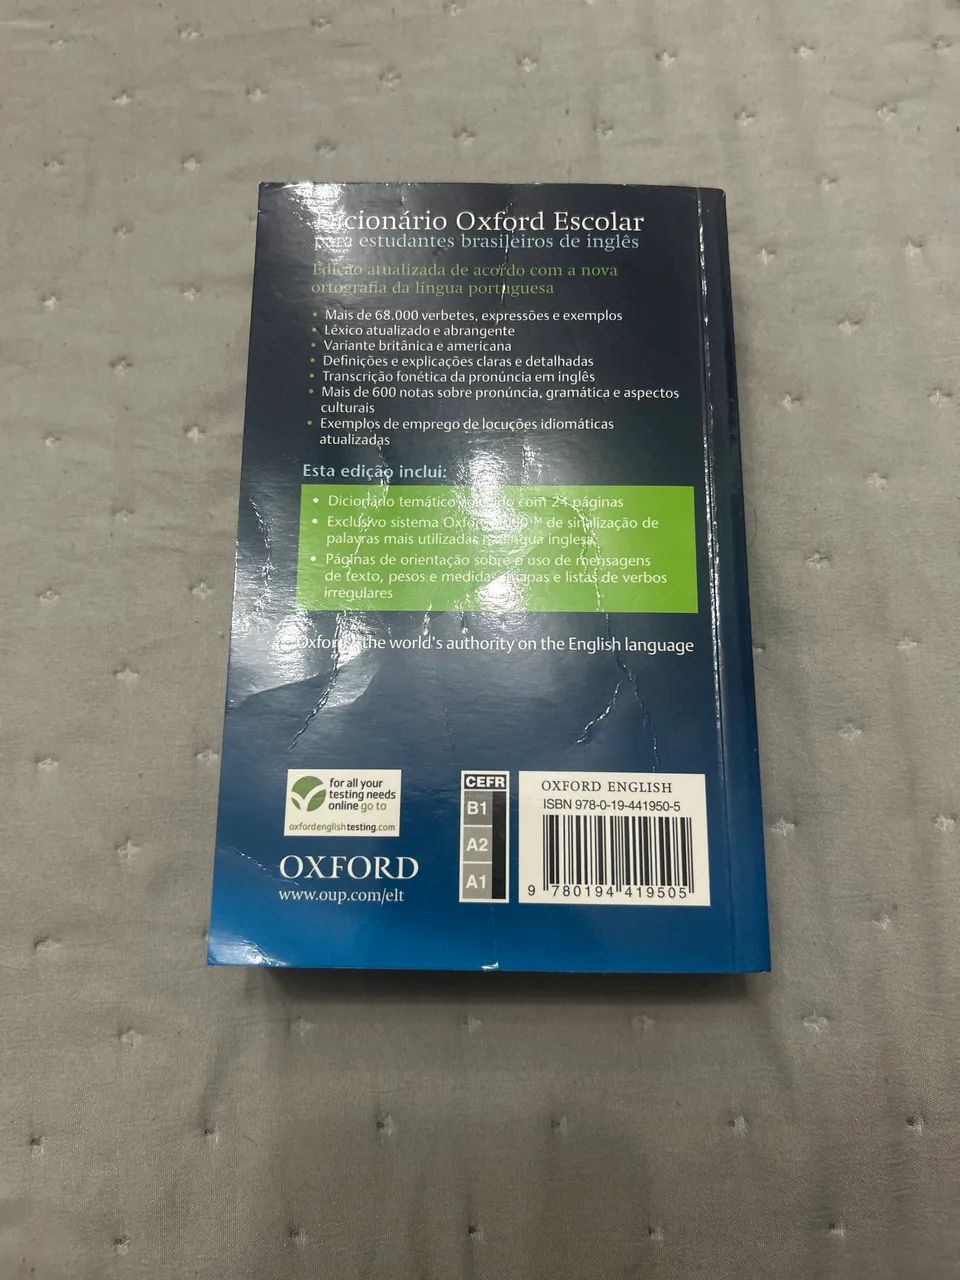 Dicionário Oxford Escolar
para estudantes brasileiros de inglês
Edição atualizada de acordo com a nova
ortografia da língua portuguesa
• Mais de 68.000 verbetes, expressões e exemplos
• Léxico atualizado e abrangente
• Variante britânica e americana
• Definições e explicações claras e detalhadas
• Transcrição fonética da pronúncia em inglês
• Mais de 600 notas sobre pronúncia, gramática e aspectos
culturais
• Exemplos de emprego de locuções idiomáticas
atualizadas
Esta edição inclui:
• Dicionário temático com 24 páginas
• Exclusivo sistema Oxford de sinalização de
palavras mais utilizadas na língua inglesa
• Páginas de orientação sobre o uso de mensagens
de texto, pesos e medidas, mapas e listas de verbos
irregulares
Oxford: the world's authority on the English language
for all your
testing needs
online go to
oxfordenglishtesting.com
OXFORD
www.oup.com/elt
CEFR
B1
A2
A1
OXFORD ENGLISH
ISBN 978-0-19-441950-5
9 780194 419505